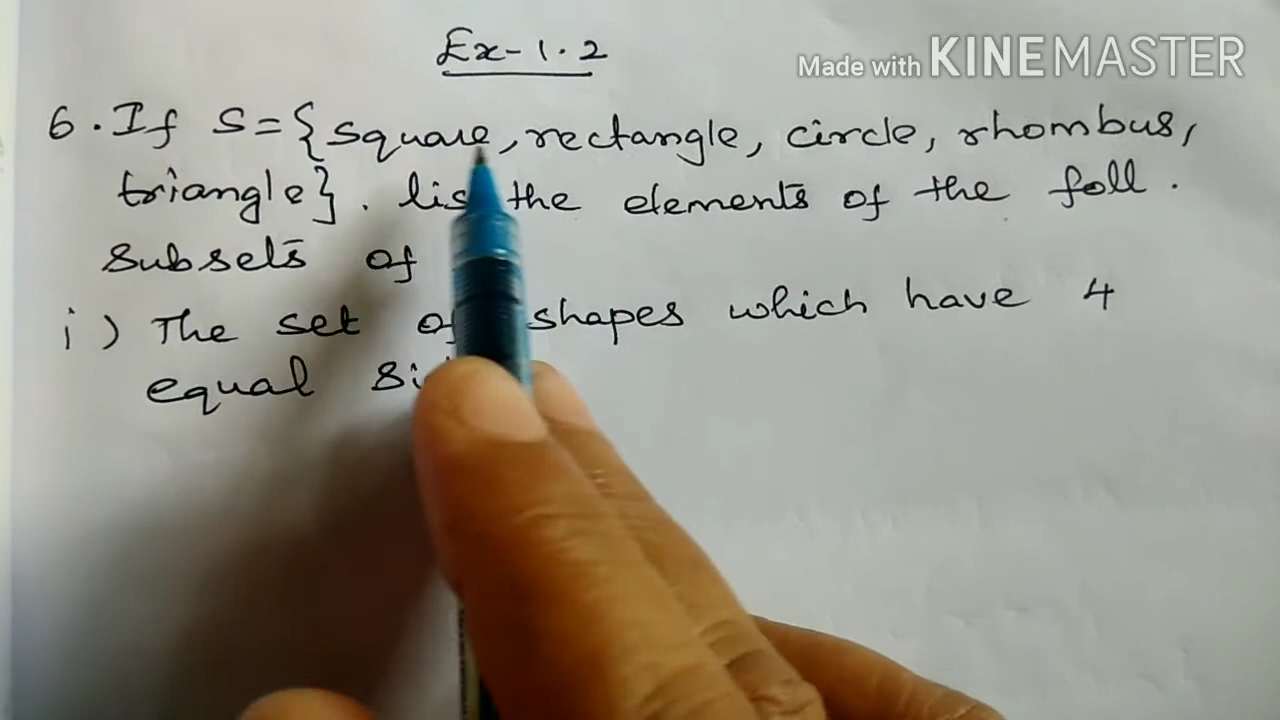 Ex-1.2
Made with KINEMASTER
6. If S={square, rectangle, circle, rhombus,
triangle}. the elements of the foll.
subsets of
i) The set shapes which have 4
equal